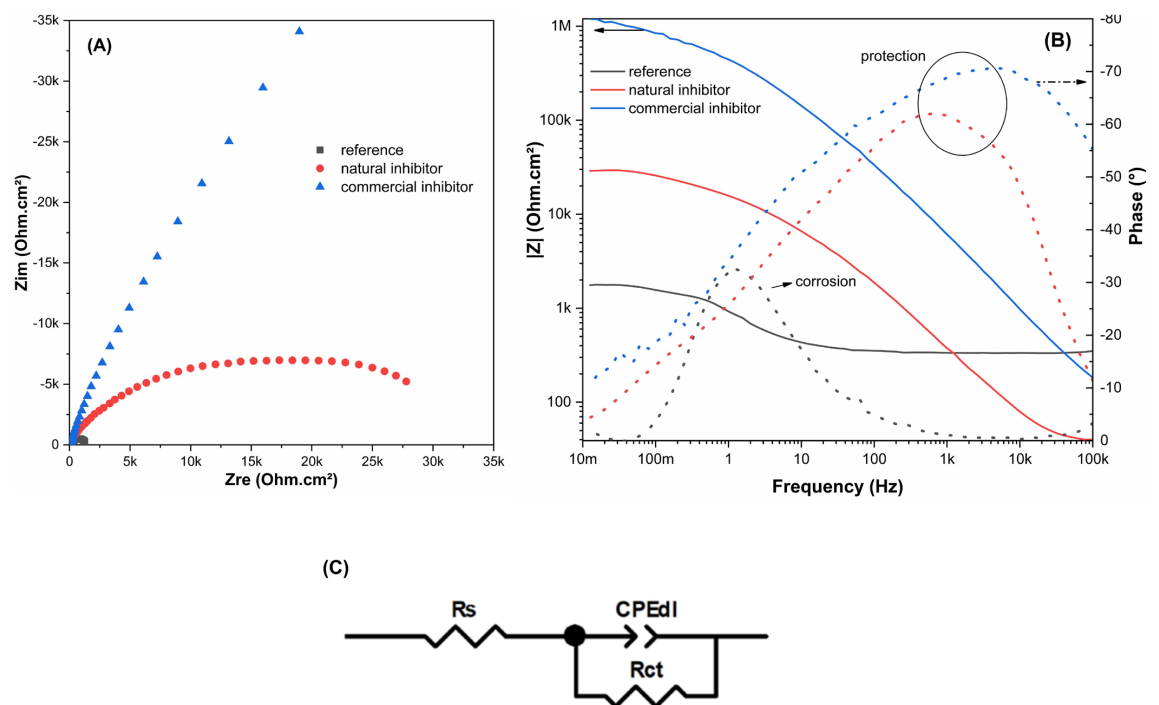 (A)
-35k
-30k
-25k
-20k
-15k
-10k
-5k
0
Zim (Ohm.cm²)
reference
natural inhibitor
commercial inhibitor
0 5k 10k 15k 20k 25k 30k 35k
Zre (Ohm.cm²)
(B)
1M
100k
10k
1k
100
|Z| (Ohm.cm²)
reference
natural inhibitor
commercial inhibitor
protection
corrosion
-80
-70
-60
-50
-40
-30
-20
-10
0
Phase (°)
10m 100m 1 10 100 1k 10k 100k
Frequency (Hz)
(C)
Rs
CPEdl
Rct